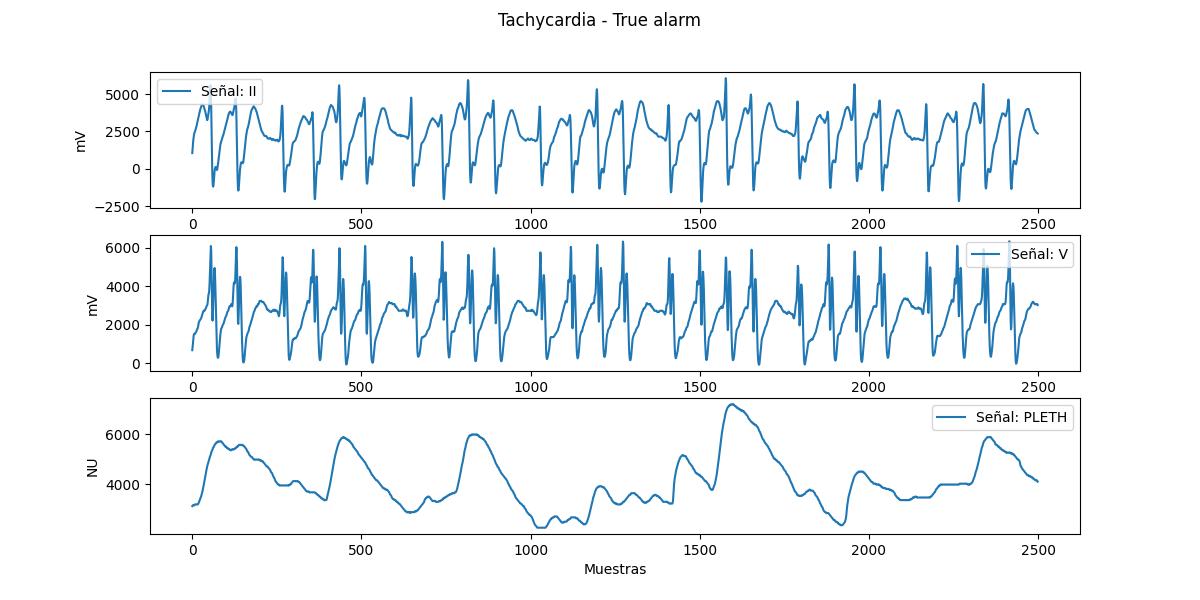 Tachycardia - True alarm
Señal: II
mV
5000
2500
0
−2500
0 500 1000 1500 2000 2500
Señal: V
mV
6000
4000
2000
0
0 500 1000 1500 2000 2500
Señal: PLETH
NU
6000
4000
0 500 1000 1500 2000 2500
Muestras